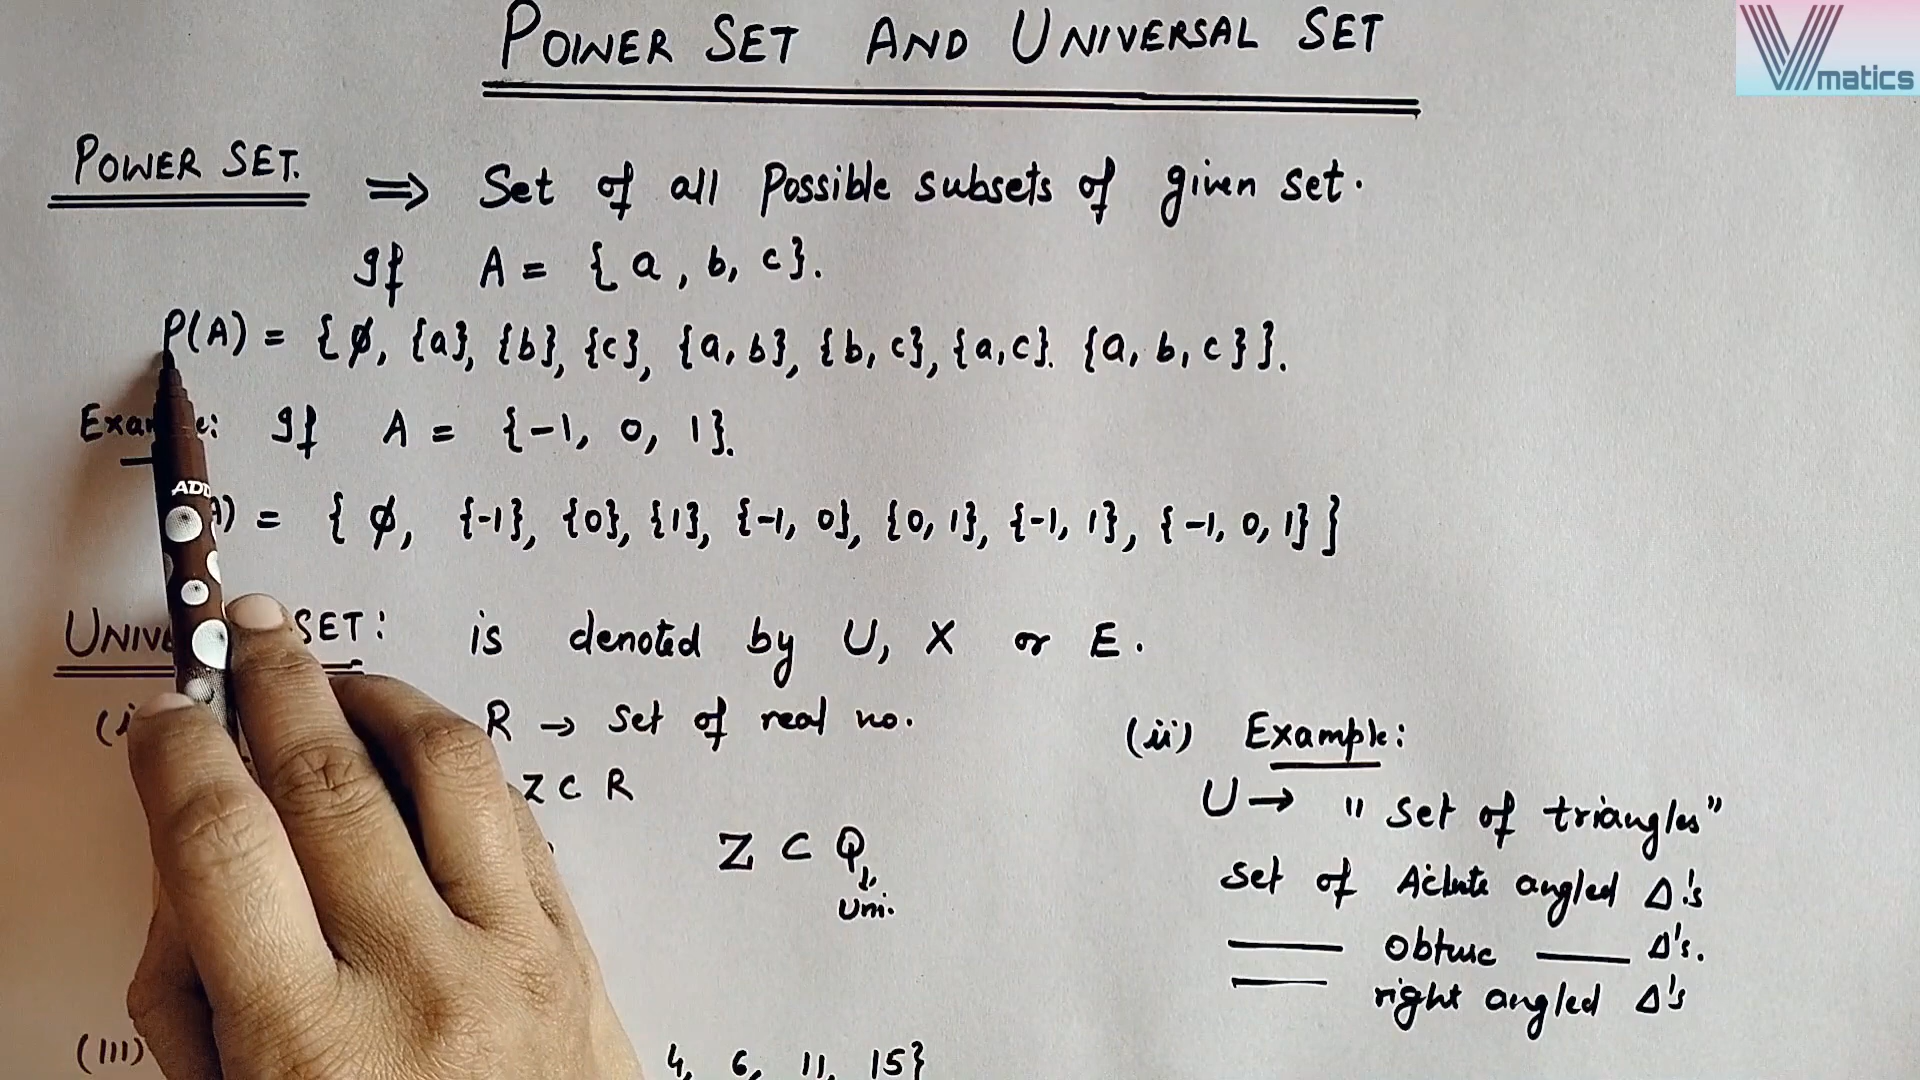 POWER SET AND UNIVERSAL SET
Vmatics
POWER SET. ⟹ Set of all Possible subsets of given set.
If A = { a, b, c}.
P(A) = { ϕ, {a}, {b}, {c}, {a, b}, {b, c}, {a,c}. {a, b, c}}.
If A = {-1, 0, 1}.
A) = { ϕ, {-1}, {0}, {1}, {-1, 0}, {0, 1}, {-1, 1}, {-1, 0, 1}}
SET: is denoted by U, X or E.
R → Set of real no.
Z ⊂ R
Z ⊂ Q
Uni.
(ii) Example:
U → "Set of triangles"
Set of angled Δ's
—— —— Δ's.
—— right angled Δ's
(III) 4, 6, 11, 15}
ADD